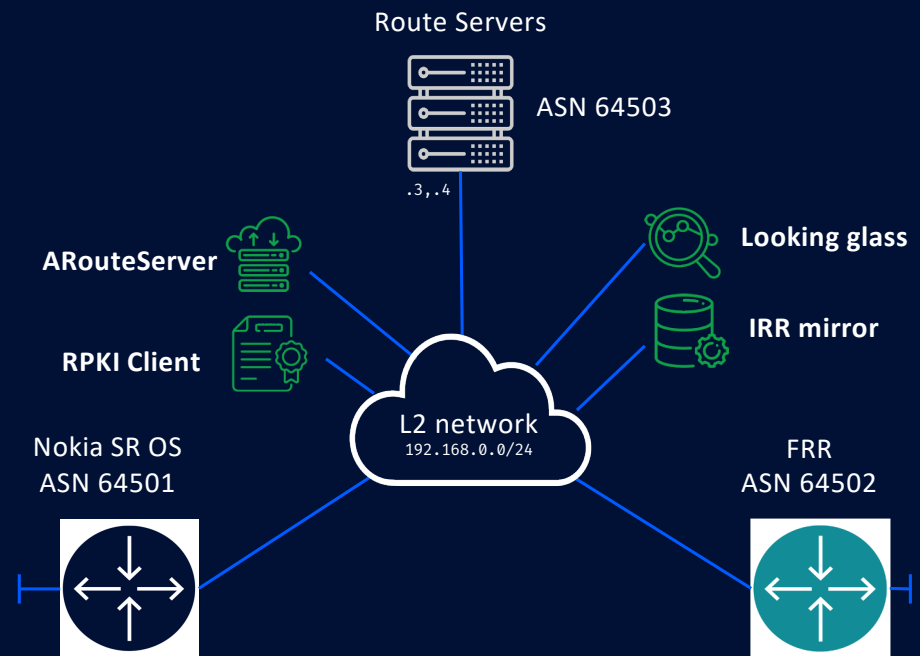 Route Servers
ASN 64503
.3,.4
ARouteServer
Looking glass
RPKI Client
IRR mirror
L2 network
192.168.0.0/24
Nokia SR OS
ASN 64501
FRR
ASN 64502